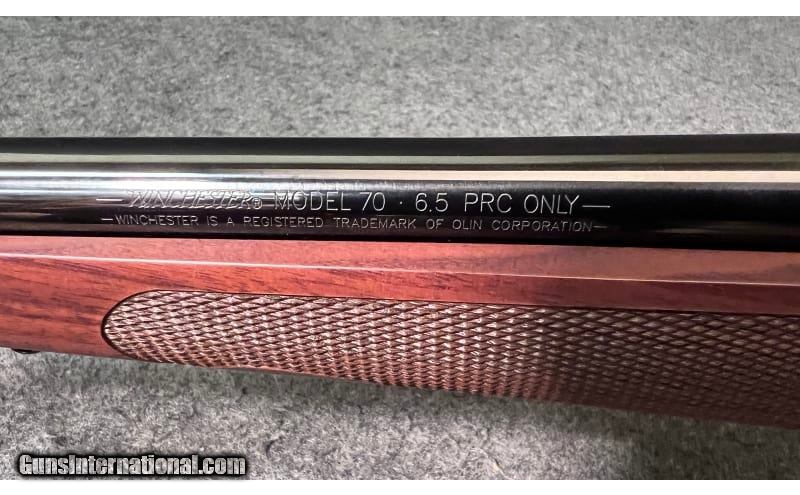 —WINCHESTER® MODEL 70 · 6.5 PRC ONLY—
—WINCHESTER IS A REGISTERED TRADEMARK OF OLIN CORPORATION—
GunsInternational.com